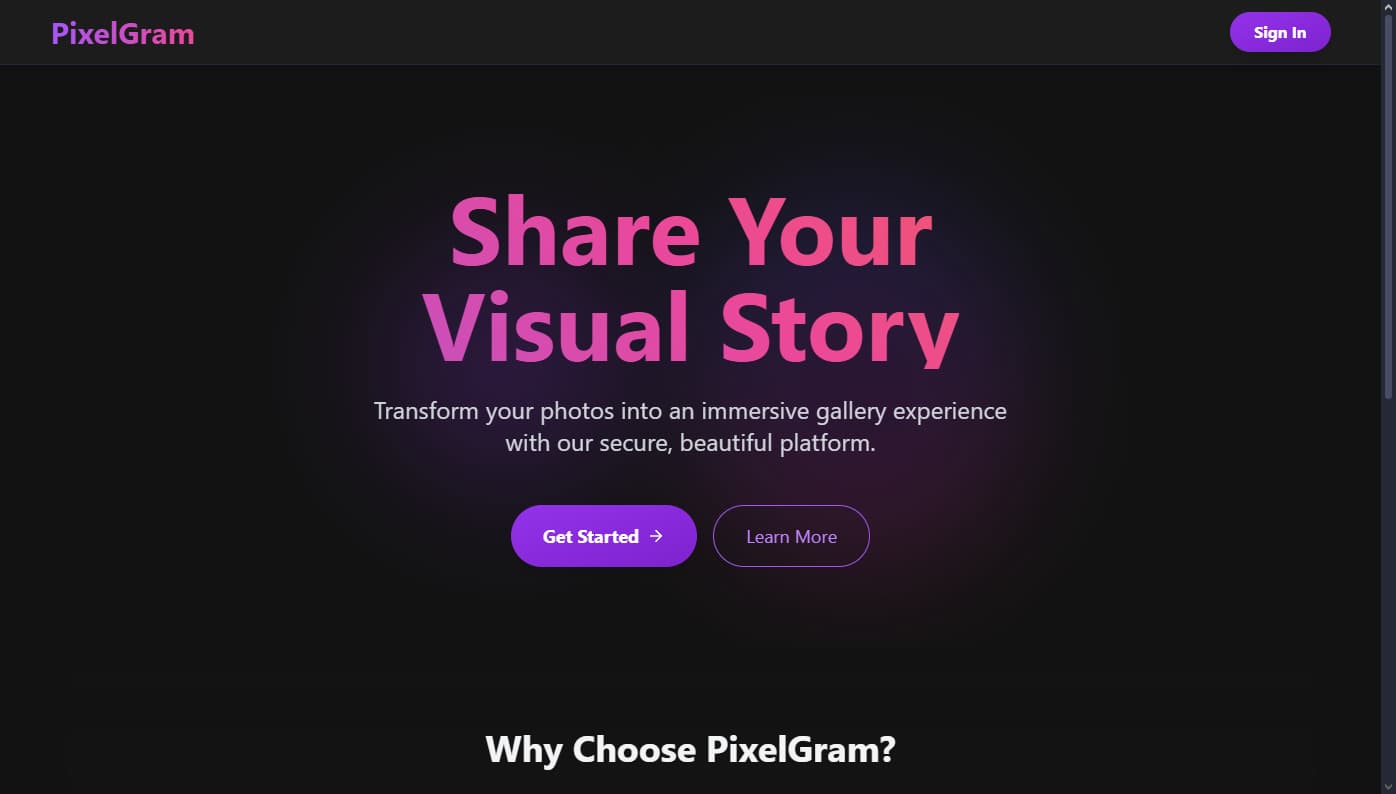 PixelGram
Sign In
Share Your
Visual Story
Transform your photos into an immersive gallery experience
with our secure, beautiful platform.
Get Started →
Learn More
Why Choose PixelGram?